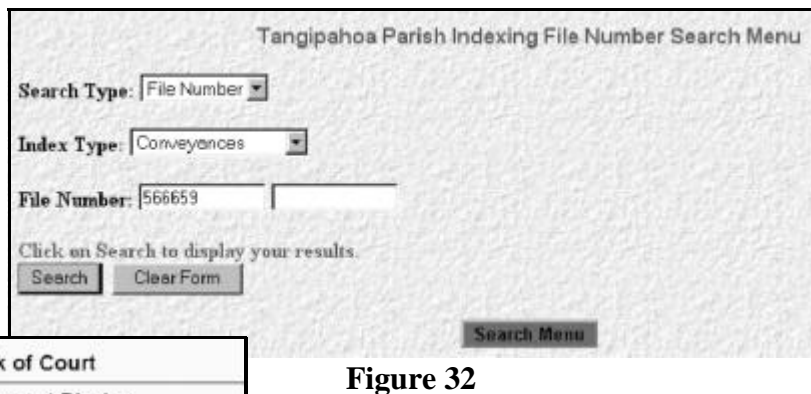 Tangipahoa Parish Indexing File Number Search Menu
Search Type: File Number
Index Type: Conveyances
File Number: 566659
Click on Search to display your results.
Search Clear Form
Search Menu
of Court
Figure 32